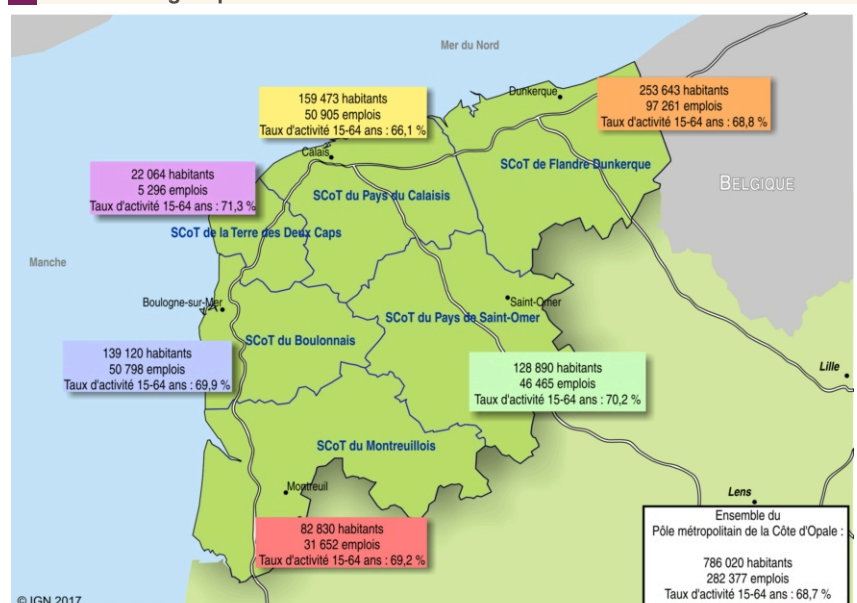 Mer du Nord
Dunkerque
159 473 habitants
50 905 emplois
Taux d'activité 15-64 ans : 66,1 %
253 643 habitants
97 261 emplois
Taux d'activité 15-64 ans : 68,8 %
Calais
SCoT de Flandre Dunkerque
22 064 habitants
5 296 emplois
Taux d'activité 15-64 ans : 71,3 %
BELGIQUE
SCoT du Pays du Calaisis
SCoT de la Terre des Deux Caps
Manche
Boulogne-sur-Mer
Saint-Omer
SCoT du Pays de Saint-Omer
SCoT du Boulonnais
139 120 habitants
50 798 emplois
Taux d'activité 15-64 ans : 69,9 %
128 890 habitants
46 465 emplois
Taux d'activité 15-64 ans : 70,2 %
Lille
SCoT du Montreuillois
Montreuil
Lens
82 830 habitants
31 652 emplois
Taux d'activité 15-64 ans : 69,2 %
Ensemble du
Pôle métropolitain de la Côte d'Opale :
786 020 habitants
282 377 emplois
Taux d'activité 15-64 ans : 68,7 %
© IGN 2017